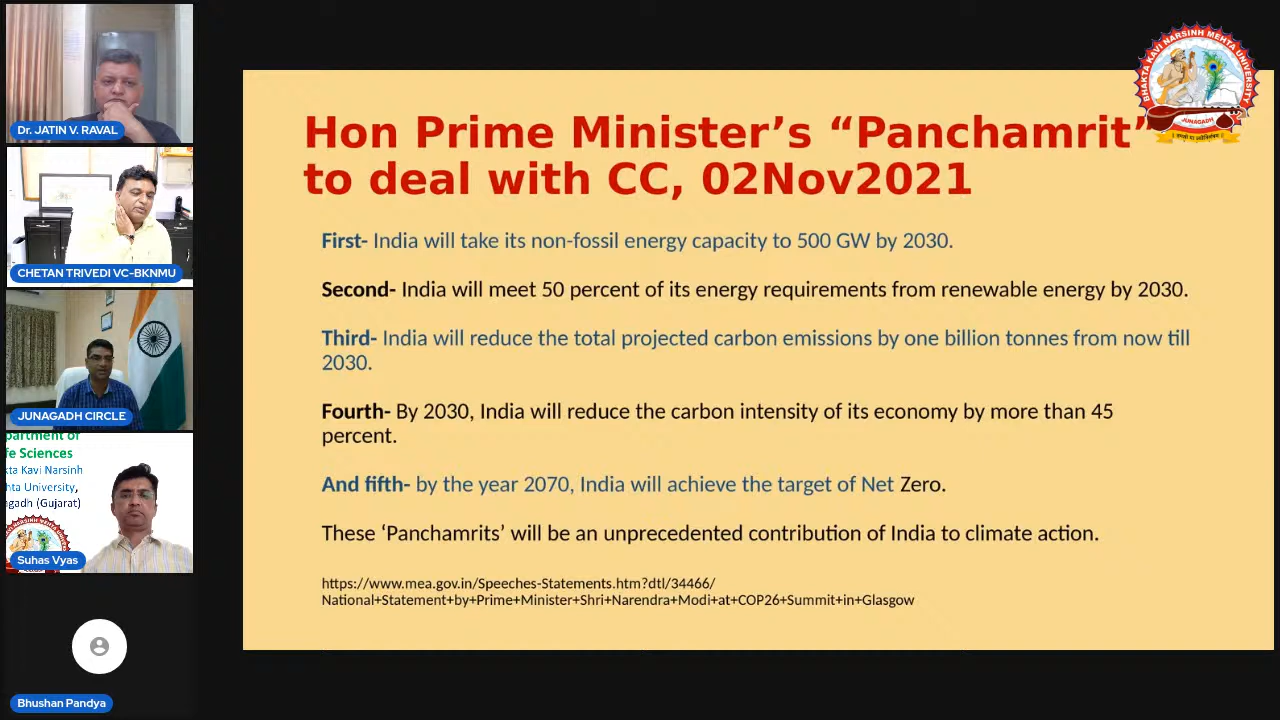 Dr. JATIN V. RAVAL
CHETAN TRIVEDI VC-BKNMU
JUNAGADH CIRCLE
partment of
fe Sciences
kta Kavi Narsinh
hta University,
agadh (Gujarat)
Suhas Vyas
Bhushan Pandya
BHAKTA KAVI NARSINH MEHTA UNIVERSITY
JUNAGADH
Hon Prime Minister’s “Panchamrit”
to deal with CC, 02Nov2021
First- India will take its non-fossil energy capacity to 500 GW by 2030.
Second- India will meet 50 percent of its energy requirements from renewable energy by 2030.
Third- India will reduce the total projected carbon emissions by one billion tonnes from now till
2030.
Fourth- By 2030, India will reduce the carbon intensity of its economy by more than 45
percent.
And fifth- by the year 2070, India will achieve the target of Net Zero.
These ‘Panchamrits’ will be an unprecedented contribution of India to climate action.
https://www.mea.gov.in/Speeches-Statements.htm?dtl/34466/
National+Statement+by+Prime+Minister+Shri+Narendra+Modi+at+COP26+Summit+in+Glasgow